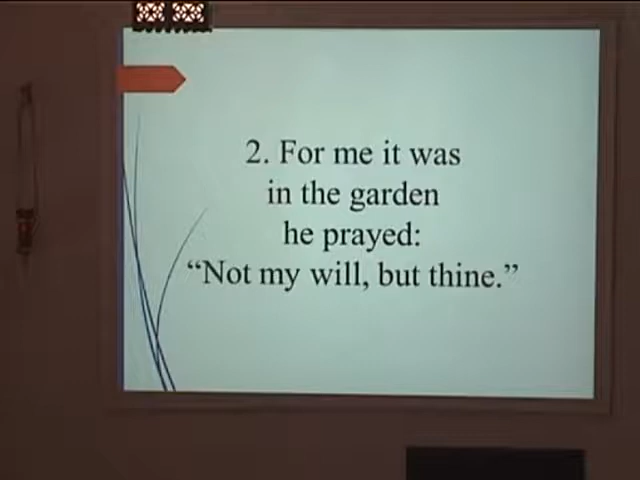 2. For me it was
in the garden
he prayed:
“Not my will, but thine.”